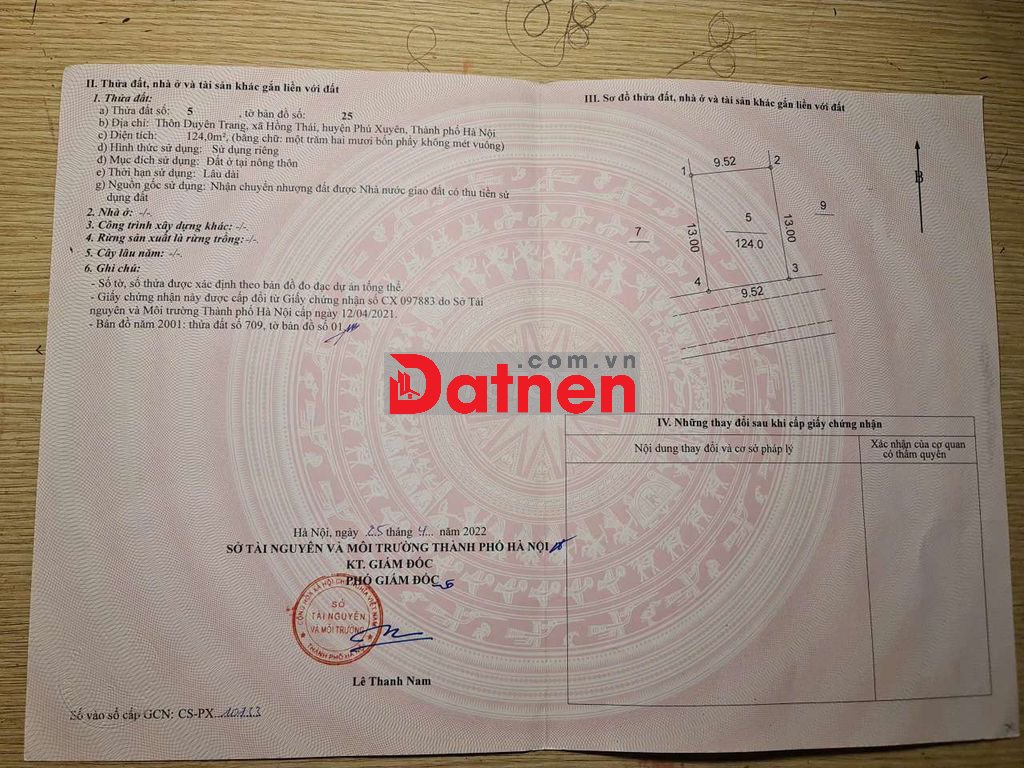 II. Thửa đất, nhà ở và tài sản khác gắn liền với đất
1. Thửa đất:
a) Thửa đất số: 5 , tờ bản đồ số: 25
b) Địa chỉ: Thôn Duyên Trang, xã Hồng Thái, huyện Phú Xuyên, Thành phố Hà Nội
c) Diện tích: 124,0m², (bằng chữ: một trăm hai mươi bốn phẩy không mét vuông)
d) Hình thức sử dụng: Sử dụng riêng
đ) Mục đích sử dụng: Đất ở tại nông thôn
e) Thời hạn sử dụng: Lâu dài
g) Nguồn gốc sử dụng: Nhận chuyển nhượng đất được Nhà nước giao đất có thu tiền sử
dụng đất
2. Nhà ở: -/-.
3. Công trình xây dựng khác: -/-.
4. Rừng sản xuất là rừng trồng:-/-.
5. Cây lâu năm: -/-.
6. Ghi chú:
- Số tờ, số thửa được xác định theo bản đồ đo đạc dự án tổng thể.
- Giấy chứng nhận này được cấp đổi từ Giấy chứng nhận số CX 097883 do Sở Tài
nguyên và Môi trường Thành phố Hà Nội cấp ngày 12/04/2021.
- Bản đồ năm 2001: thửa đất số 709, tờ bản đồ số 01.
Hà Nội, ngày 25 tháng 4 năm 2022
SỞ TÀI NGUYÊN VÀ MÔI TRƯỜNG THÀNH PHỐ HÀ NỘI
KT. GIÁM ĐỐC
PHÓ GIÁM ĐỐC
CỘNG HÒA XÃ HỘI CHỦ NGHĨA VIỆT NAM
SỞ
TÀI NGUYÊN
VÀ MÔI TRƯỜNG
THÀNH PHỐ HÀ NỘI
Lê Thanh Nam
Số vào sổ cấp GCN: CS-PX 10133
III. Sơ đồ thửa đất, nhà ở và tài sản khác gắn liền với đất
1 9.52 2
B
7 13.00 5 13.00 9
124.0
4 9.52 3
.com.vn
Datnen
IV. Những thay đổi sau khi cấp giấy chứng nhận
Nội dung thay đổi và cơ sở pháp lý
Xác nhận của cơ quan
có thẩm quyền